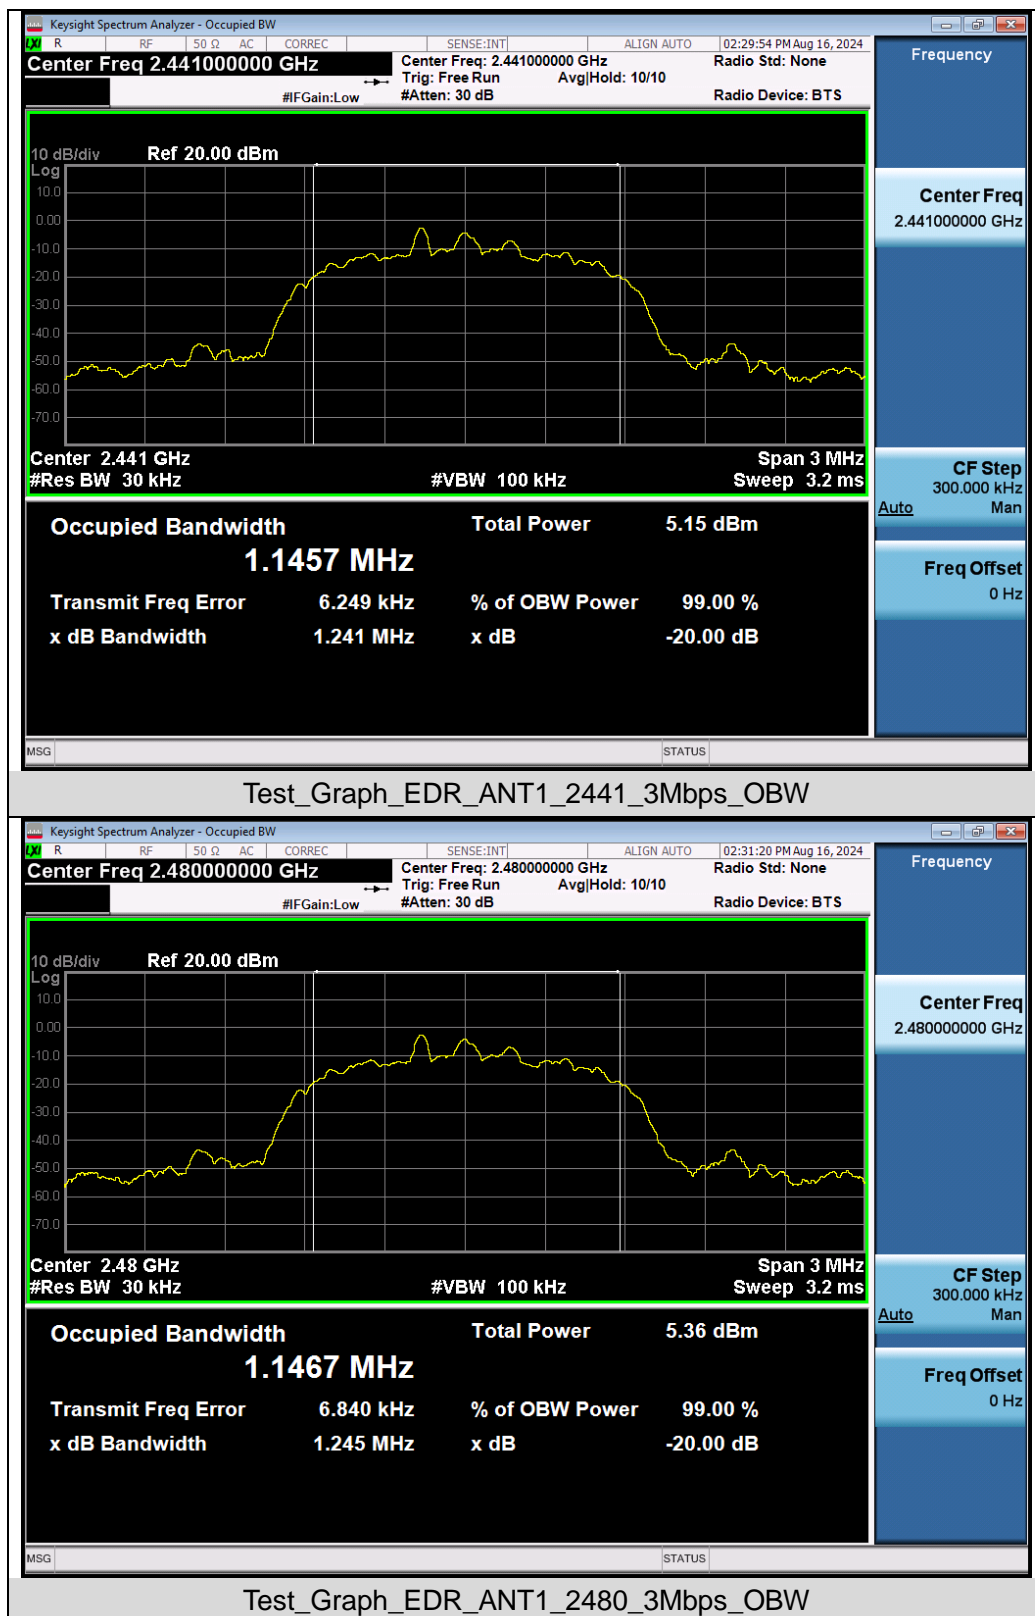 Keysight Spectrum Analyzer - Occupied BW
LXI R RF 50 Ω AC CORREC SENSE:INT ALIGN AUTO 02:29:54 PM Aug 16, 2024
Center Freq 2.441000000 GHz
Center Freq: 2.441000000 GHz Radio Std: None
Trig: Free Run Avg|Hold: 10/10
#IFGain:Low #Atten: 30 dB Radio Device: BTS
Frequency
10 dB/div Ref 20.00 dBm
Log
10.0
0.00
-10.0
-20.0
-30.0
-40.0
-50.0
-60.0
-70.0
Center 2.441 GHz Span 3 MHz
#Res BW 30 kHz #VBW 100 kHz Sweep 3.2 ms
Center Freq
2.441000000 GHz
CF Step
300.000 kHz
Auto Man
Freq Offset
0 Hz
Occupied Bandwidth Total Power 5.15 dBm
1.1457 MHz
Transmit Freq Error 6.249 kHz % of OBW Power 99.00 %
x dB Bandwidth 1.241 MHz x dB -20.00 dB
MSG STATUS
Test_Graph_EDR_ANT1_2441_3Mbps_OBW
Keysight Spectrum Analyzer - Occupied BW
LXI R RF 50 Ω AC CORREC SENSE:INT ALIGN AUTO 02:31:20 PM Aug 16, 2024
Center Freq 2.480000000 GHz
Center Freq: 2.480000000 GHz Radio Std: None
Trig: Free Run Avg|Hold: 10/10
#IFGain:Low #Atten: 30 dB Radio Device: BTS
Frequency
10 dB/div Ref 20.00 dBm
Log
10.0
0.00
-10.0
-20.0
-30.0
-40.0
-50.0
-60.0
-70.0
Center 2.48 GHz Span 3 MHz
#Res BW 30 kHz #VBW 100 kHz Sweep 3.2 ms
Center Freq
2.480000000 GHz
CF Step
300.000 kHz
Auto Man
Freq Offset
0 Hz
Occupied Bandwidth Total Power 5.36 dBm
1.1467 MHz
Transmit Freq Error 6.840 kHz % of OBW Power 99.00 %
x dB Bandwidth 1.245 MHz x dB -20.00 dB
MSG STATUS
Test_Graph_EDR_ANT1_2480_3Mbps_OBW